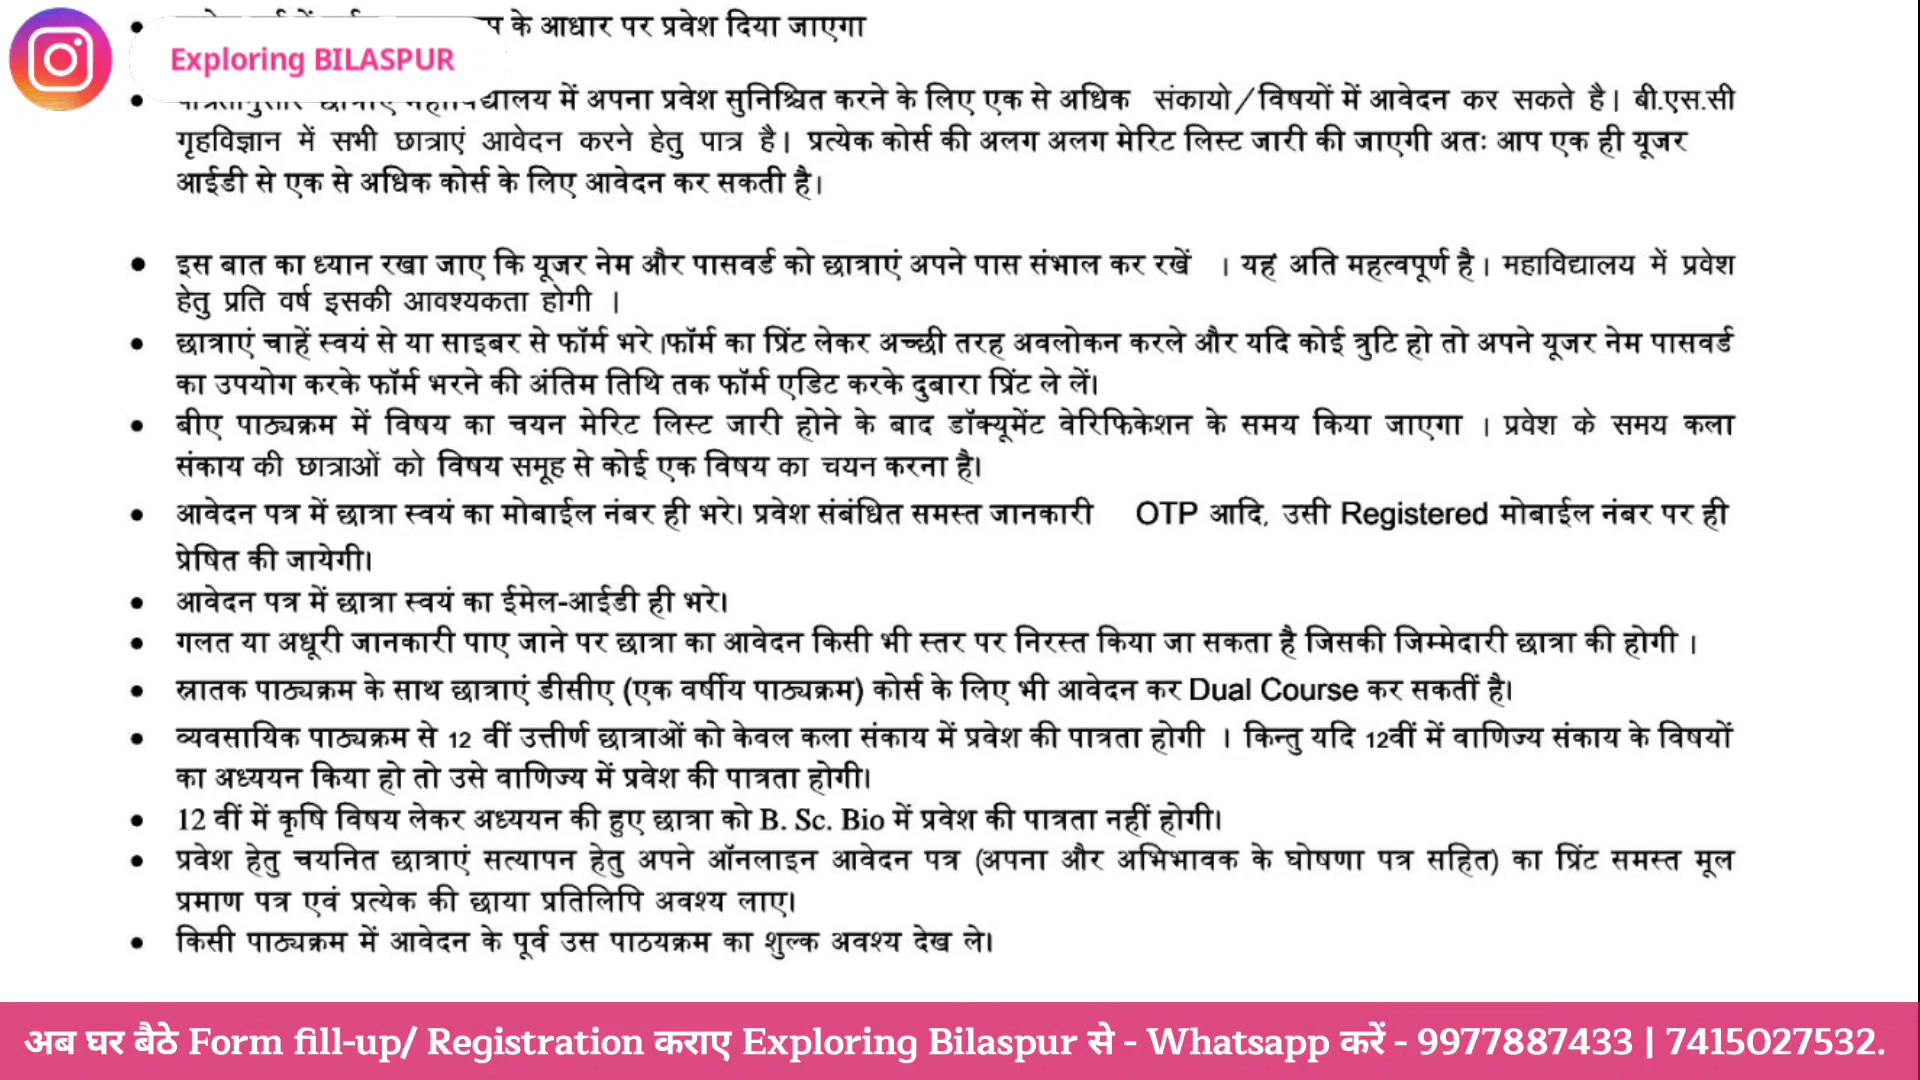 के आधार पर प्रवेश दिया जाएगा
Exploring BILASPUR
में अपना प्रवेश सुनिश्चित करने के लिए एक से अधिक संकायो/विषयों में आवेदन कर सकते है। बी.एस.सी
गृहविज्ञान में सभी छात्राएं आवेदन करने हेतु पात्र है। प्रत्येक कोर्स की अलग अलग मेरिट लिस्ट जारी की जाएगी अतः आप एक ही यूजर
आईडी से एक से अधिक कोर्स के लिए आवेदन कर सकती है।
• इस बात का ध्यान रखा जाए कि यूजर नेम और पासवर्ड को छात्राएं अपने पास संभाल कर रखें । यह अति महत्वपूर्ण है। महाविद्यालय में प्रवेश
हेतु प्रति वर्ष इसकी आवश्यकता होगी ।
• छात्राएं चाहें स्वयं से या साइबर से फॉर्म भरे।फॉर्म का प्रिंट लेकर अच्छी तरह अवलोकन करले और यदि कोई त्रुटि हो तो अपने यूजर नेम पासवर्ड
का उपयोग करके फॉर्म भरने की अंतिम तिथि तक फॉर्म एडिट करके दुबारा प्रिंट ले लें।
• बीए पाठ्यक्रम में विषय का चयन मेरिट लिस्ट जारी होने के बाद डॉक्यूमेंट वेरिफिकेशन के समय किया जाएगा । प्रवेश के समय कला
संकाय की छात्राओं को विषय समूह से कोई एक विषय का चयन करना है।
• आवेदन पत्र में छात्रा स्वयं का मोबाईल नंबर ही भरे। प्रवेश संबंधित समस्त जानकारी OTP आदि, उसी Registered मोबाईल नंबर पर ही
प्रेषित की जायेगी।
• आवेदन पत्र में छात्रा स्वयं का ईमेल-आईडी ही भरे।
• गलत या अधूरी जानकारी पाए जाने पर छात्रा का आवेदन किसी भी स्तर पर निरस्त किया जा सकता है जिसकी जिम्मेदारी छात्रा की होगी ।
• स्नातक पाठ्यक्रम के साथ छात्राएं डीसीए (एक वर्षीय पाठ्यक्रम) कोर्स के लिए भी आवेदन कर Dual Course कर सकतीं है।
• व्यवसायिक पाठ्यक्रम से 12 वीं उत्तीर्ण छात्राओं को केवल कला संकाय में प्रवेश की पात्रता होगी । किन्तु यदि 12वीं में वाणिज्य संकाय के विषयों
का अध्ययन किया हो तो उसे वाणिज्य में प्रवेश की पात्रता होगी।
• 12 वीं में कृषि विषय लेकर अध्ययन की हुए छात्रा को B. Sc. Bio में प्रवेश की पात्रता नहीं होगी।
• प्रवेश हेतु चयनित छात्राएं सत्यापन हेतु अपने ऑनलाइन आवेदन पत्र (अपना और अभिभावक के घोषणा पत्र सहित) का प्रिंट समस्त मूल
प्रमाण पत्र एवं प्रत्येक की छाया प्रतिलिपि अवश्य लाए।
• किसी पाठ्यक्रम में आवेदन के पूर्व उस पाठयक्रम का शुल्क अवश्य देख ले।
अब घर बैठे Form fill-up/ Registration कराए Exploring Bilaspur से - Whatsapp करें - 9977887433 | 7415027532.